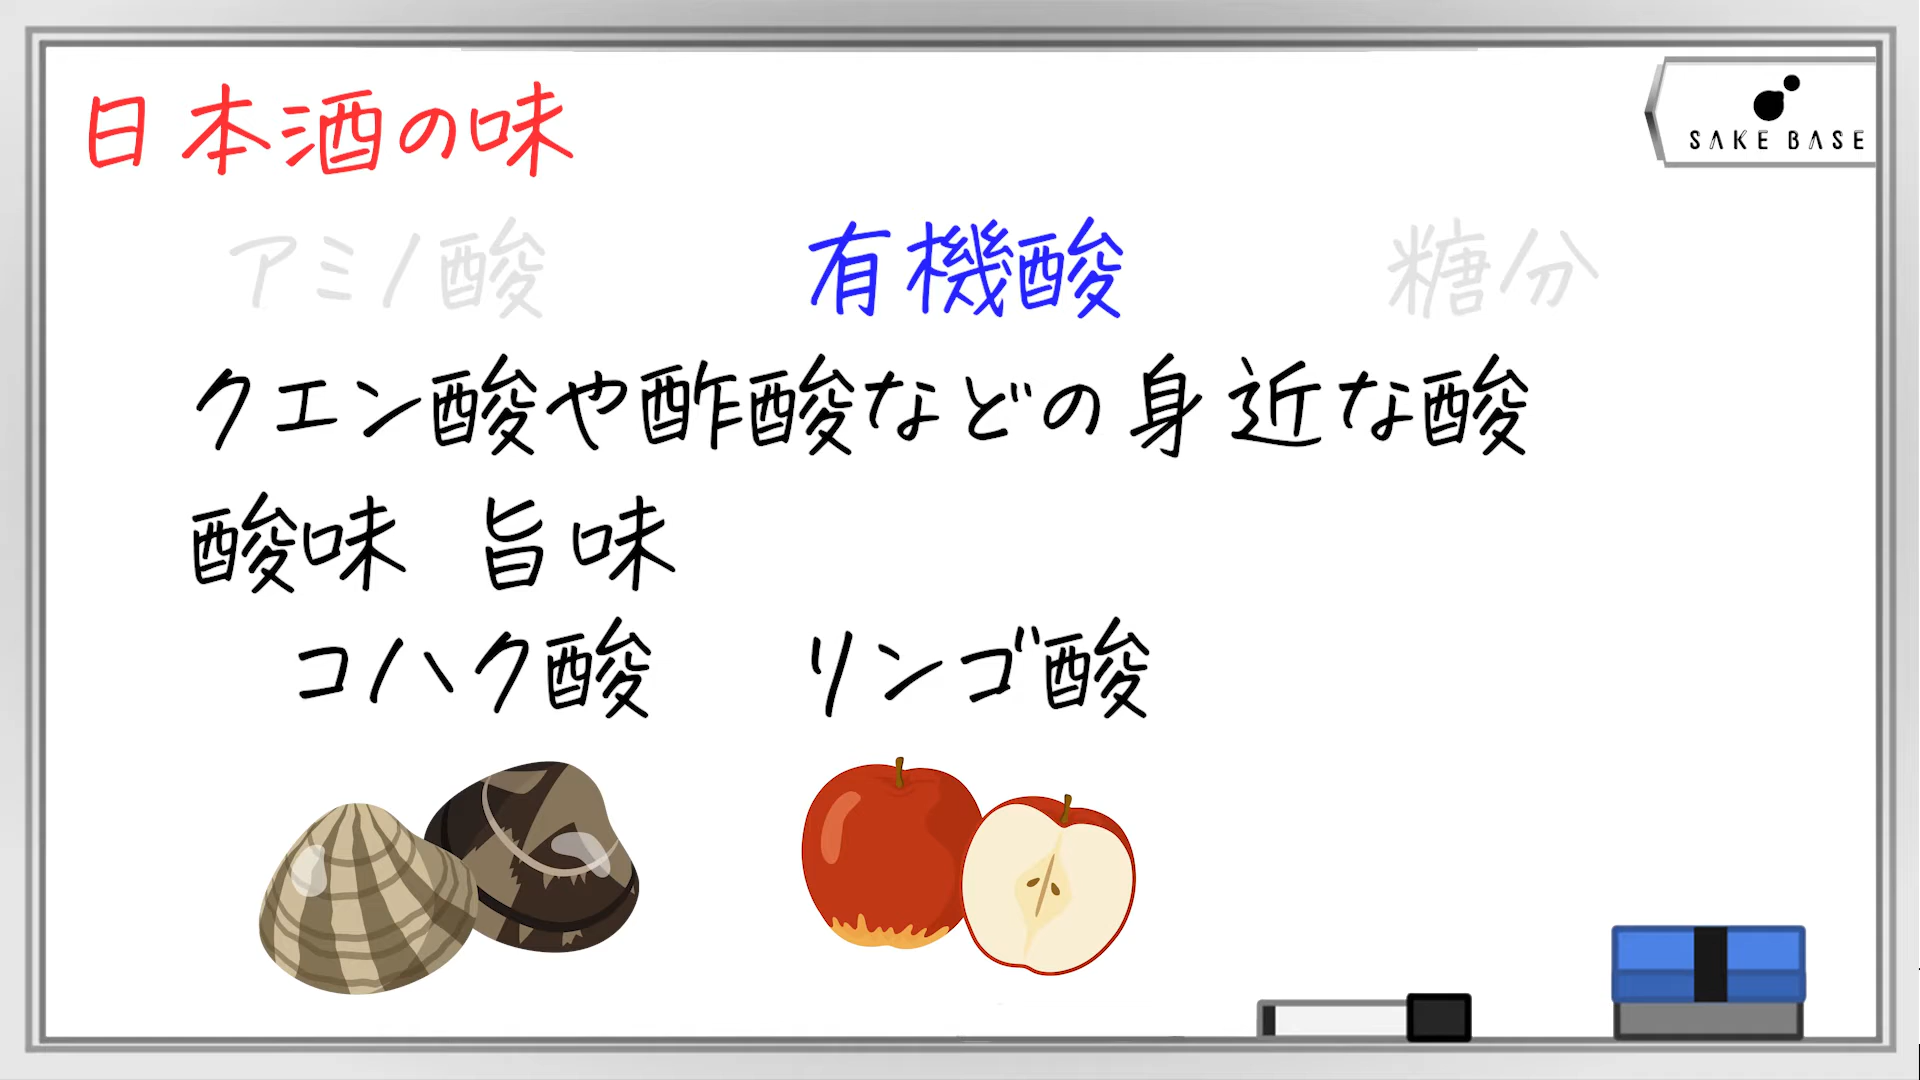 日本酒の味
SAKE BASE
アミノ酸 有機酸 糖分
クエン酸や酢酸などの身近な酸
酸味 旨味
コハク酸 リンゴ酸